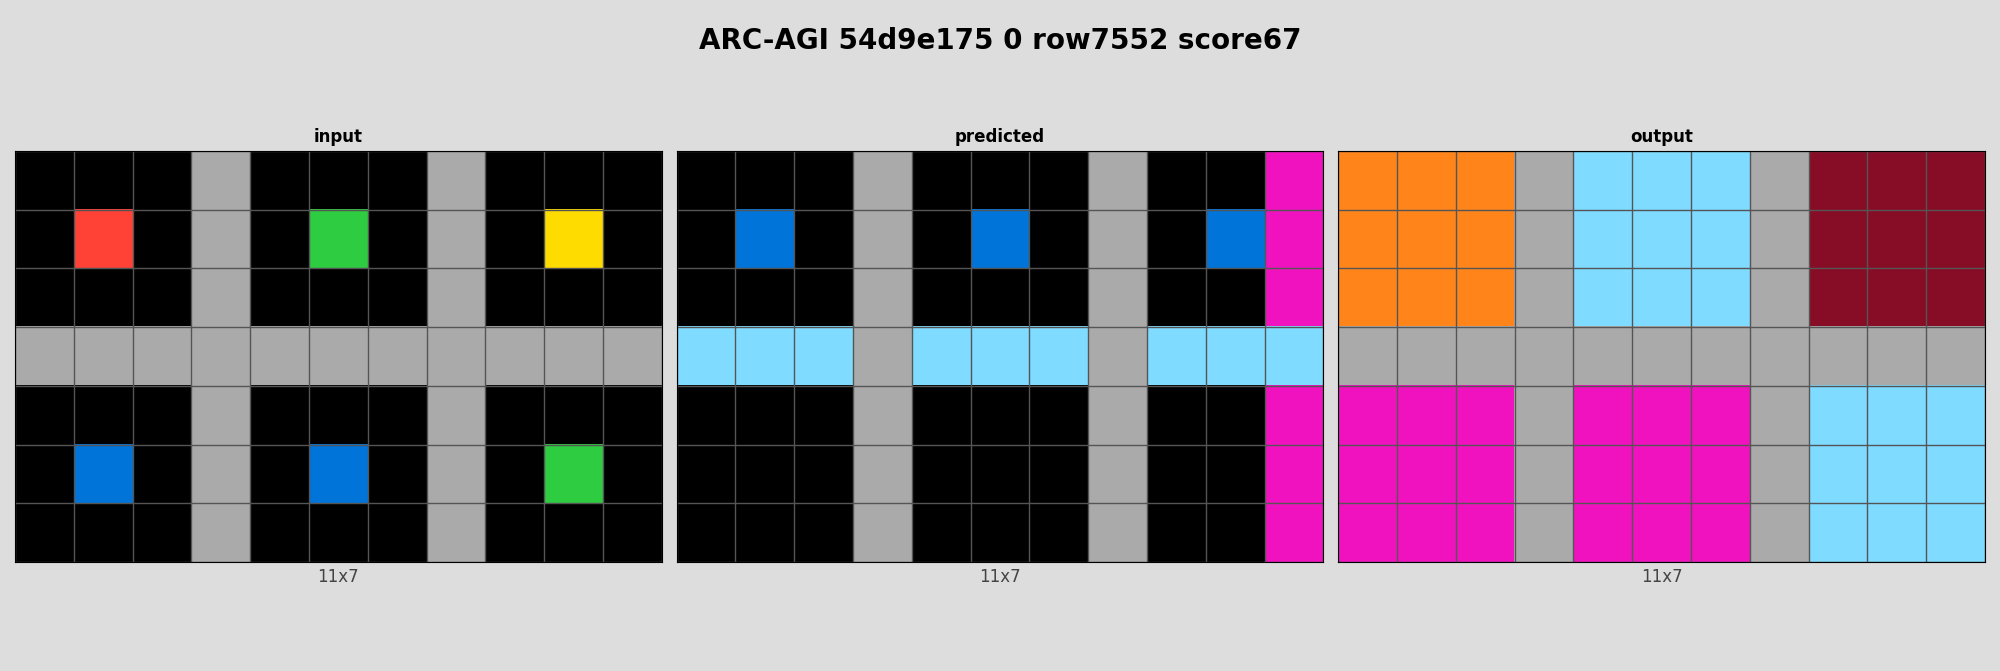 ARC-AGI 54d9e175 0 row7552 score67
input
predicted
output
11x7
11x7
11x7